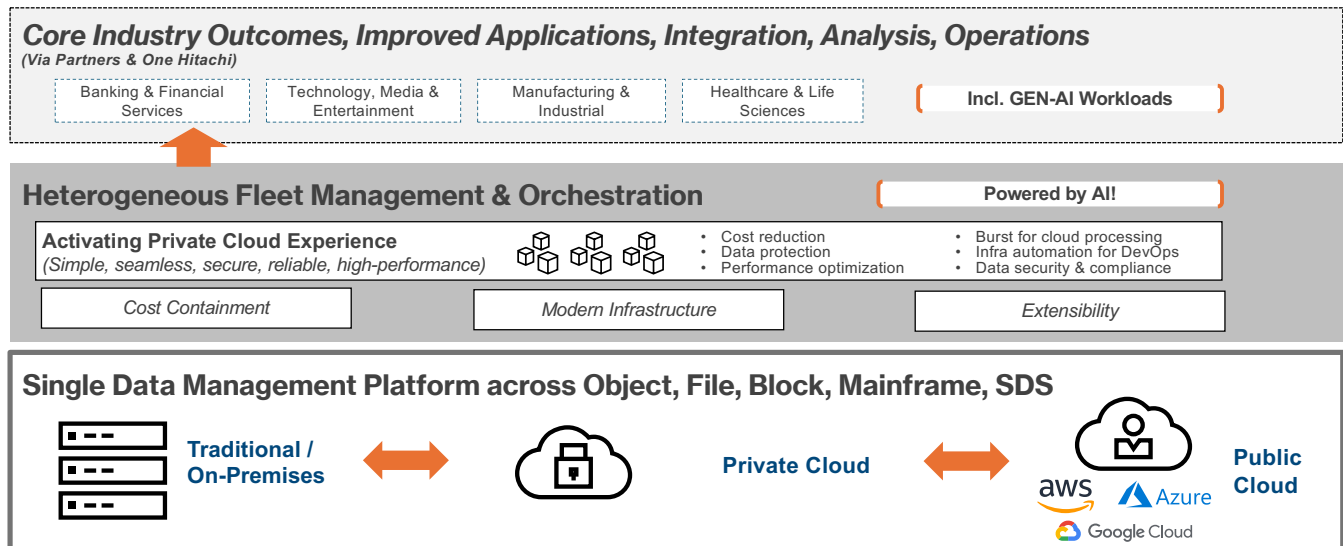 Core Industry Outcomes, Improved Applications, Integration, Analysis, Operations
(Via Partners & One Hitachi)
Banking & Financial
Services
Technology, Media &
Entertainment
Manufacturing &
Industrial
Healthcare & Life
Sciences
Incl. GEN-AI Workloads
Heterogeneous Fleet Management & Orchestration
Powered by AI!
Activating Private Cloud Experience
(Simple, seamless, secure, reliable, high-performance)
• Cost reduction
• Data protection
• Performance optimization
• Burst for cloud processing
• Infra automation for DevOps
• Data security & compliance
Cost Containment
Modern Infrastructure
Extensibility
Single Data Management Platform across Object, File, Block, Mainframe, SDS
Traditional /
On-Premises
Private Cloud
Public
Cloud
aws
Azure
Google Cloud